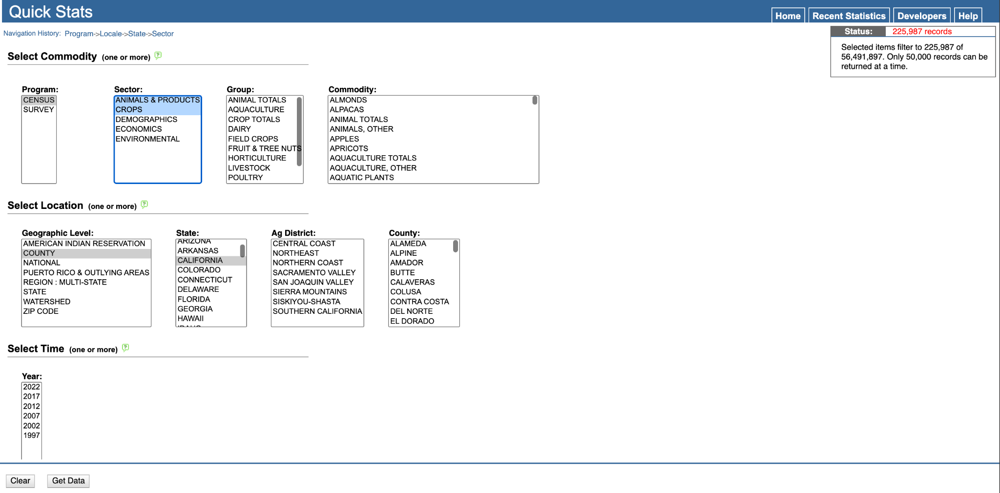 Quick Stats
Home Recent Statistics Developers Help
Navigation History: Program->Locale->State->Sector
Status: 225,987 records
Selected items filter to 225,987 of
56,491,897. Only 50,000 records can be
returned at a time.
Select Commodity (one or more) ?
Program:
CENSUS
SURVEY
Sector:
ANIMALS & PRODUCTS
CROPS
DEMOGRAPHICS
ECONOMICS
ENVIRONMENTAL
Group:
ANIMAL TOTALS
AQUACULTURE
CROP TOTALS
DAIRY
FIELD CROPS
FRUIT & TREE NUTS
HORTICULTURE
LIVESTOCK
POULTRY
Commodity:
ALMONDS
ALPACAS
ANIMAL TOTALS
ANIMALS, OTHER
APPLES
APRICOTS
AQUACULTURE TOTALS
AQUACULTURE, OTHER
AQUATIC PLANTS
Select Location (one or more) ?
Geographic Level:
AMERICAN INDIAN RESERVATION
COUNTY
NATIONAL
PUERTO RICO & OUTLYING AREAS
REGION : MULTI-STATE
STATE
WATERSHED
ZIP CODE
State:
ARIZONA
ARKANSAS
CALIFORNIA
COLORADO
CONNECTICUT
DELAWARE
FLORIDA
GEORGIA
HAWAII
Ag District:
CENTRAL COAST
NORTHEAST
NORTHERN COAST
SACRAMENTO VALLEY
SAN JOAQUIN VALLEY
SIERRA MOUNTAINS
SISKIYOU-SHASTA
SOUTHERN CALIFORNIA
County:
ALAMEDA
ALPINE
AMADOR
BUTTE
CALAVERAS
COLUSA
CONTRA COSTA
DEL NORTE
EL DORADO
Select Time (one or more) ?
Year:
2022
2017
2012
2007
2002
1997
Clear Get Data